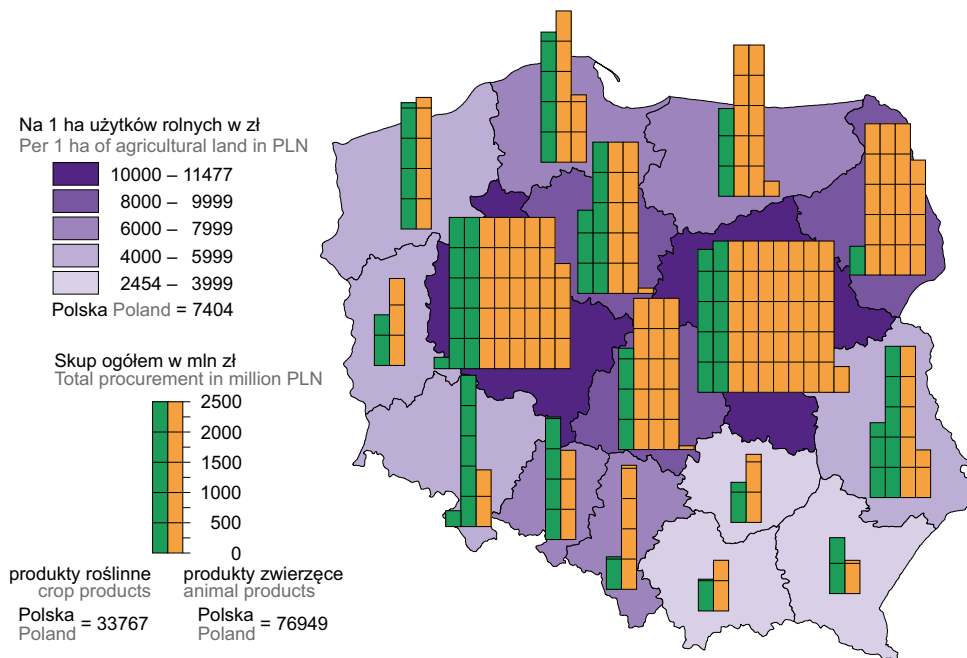 Na 1 ha użytków rolnych w zł
Per 1 ha of agricultural land in PLN
10000 – 11477
8000 – 9999
6000 – 7999
4000 – 5999
2454 – 3999
Polska Poland = 7404
Skup ogółem w mln zł
Total procurement in million PLN
2500
2000
1500
1000
500
0
produkty roślinne
crop products
Polska
Poland = 33767
produkty zwierzęce
animal products
Polska
Poland = 76949